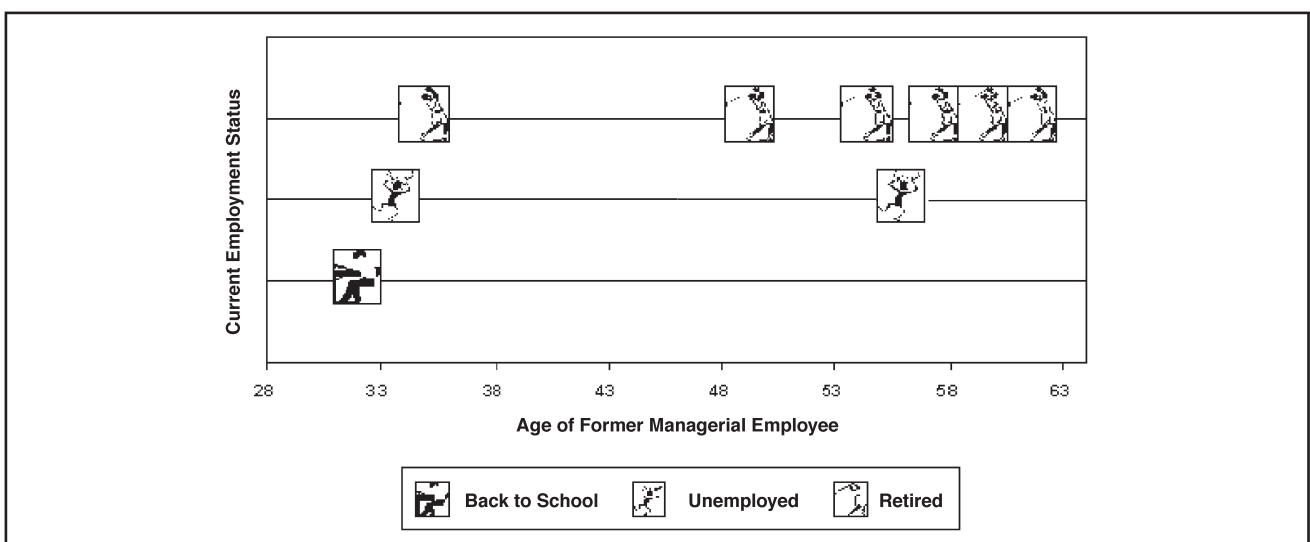 Current Employment Status
28 33 38 43 48 53 58 63
Age of Former Managerial Employee
Back to School Unemployed Retired